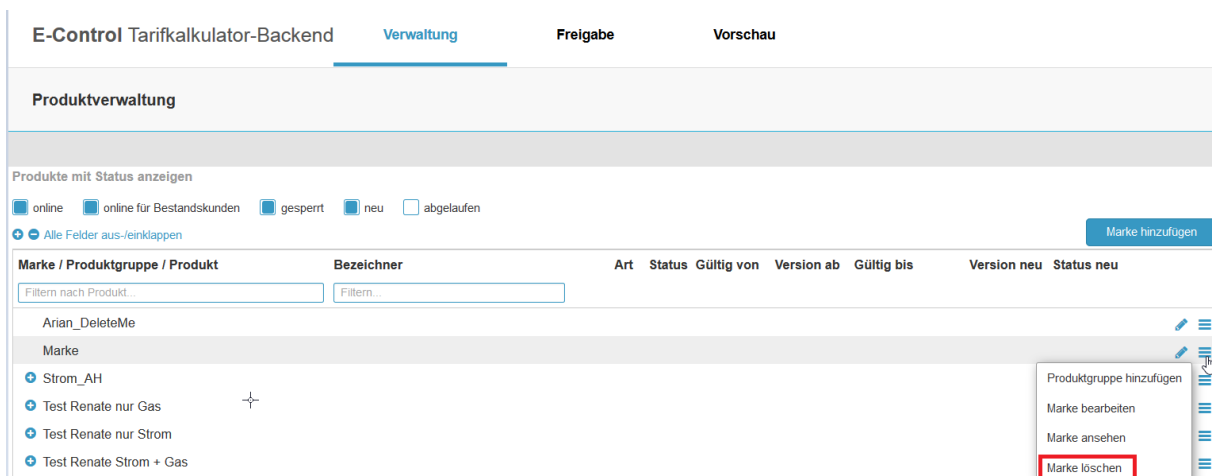 E-Control Tarifkalkulator-Backend Verwaltung Freigabe Vorschau
Produktverwaltung
Produkte mit Status anzeigen
online online für Bestandskunden gesperrt neu abgelaufen
Alle Felder aus-/einklappen Marke hinzufügen
Marke / Produktgruppe / Produkt Bezeichner Art Status Gültig von Version ab Gültig bis Version neu Status neu
Filtern nach Produkt... Filtern...
Arian_DeleteMe
Marke
Strom_AH
Produktgruppe hinzufügen
Test Renate nur Gas
Marke bearbeiten
Test Renate nur Strom
Marke ansehen
Test Renate Strom + Gas
Marke löschen